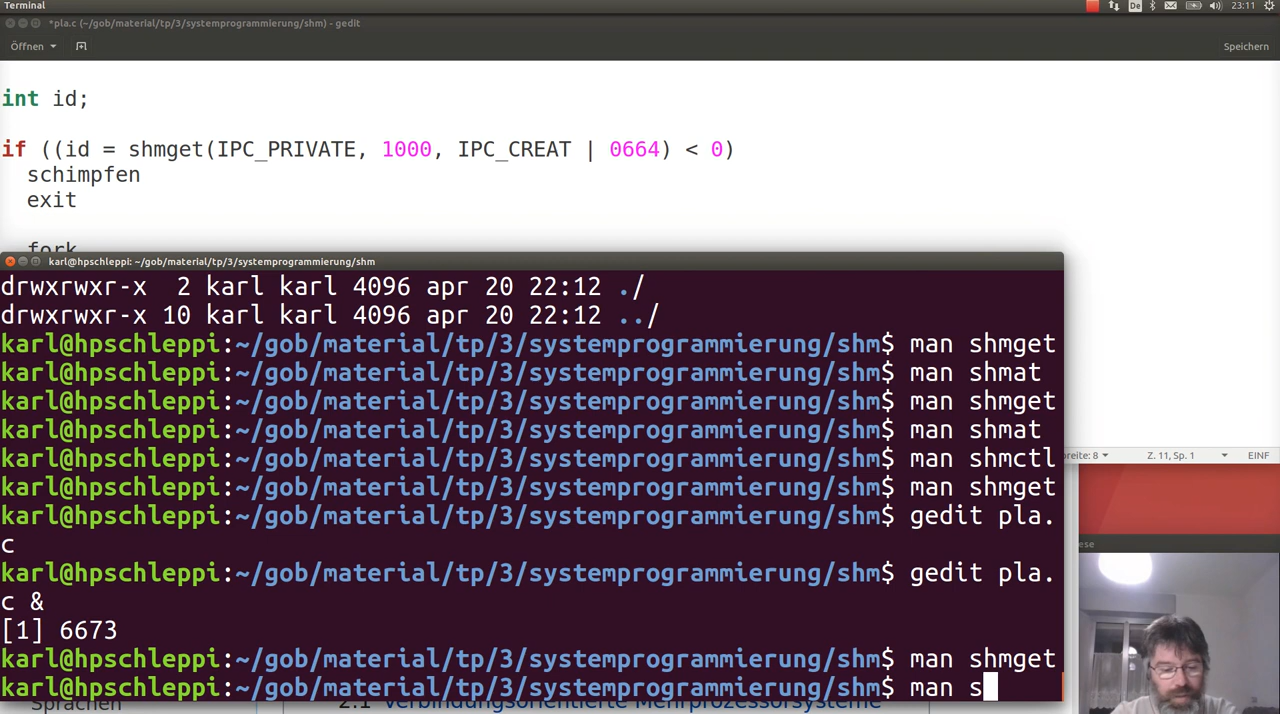 Terminal
De
23:11
*pla.c (~/gob/material/tp/3/systemprogrammierung/shm) - gedit
Öffnen
Speichern
int id;
if ((id = shmget(IPC_PRIVATE, 1000, IPC_CREAT | 0664) < 0)
schimpfen
exit
fork
karl@hpschleppi: ~/gob/material/tp/3/systemprogrammierung/shm
drwxrwxr-x 2 karl karl 4096 apr 20 22:12 ./
drwxrwxr-x 10 karl karl 4096 apr 20 22:12 ../
karl@hpschleppi:~/gob/material/tp/3/systemprogrammierung/shm$ man shmget
karl@hpschleppi:~/gob/material/tp/3/systemprogrammierung/shm$ man shmat
karl@hpschleppi:~/gob/material/tp/3/systemprogrammierung/shm$ man shmget
karl@hpschleppi:~/gob/material/tp/3/systemprogrammierung/shm$ man shmat
karl@hpschleppi:~/gob/material/tp/3/systemprogrammierung/shm$ man shmctl
karl@hpschleppi:~/gob/material/tp/3/systemprogrammierung/shm$ man shmget
karl@hpschleppi:~/gob/material/tp/3/systemprogrammierung/shm$ gedit pla.
c
karl@hpschleppi:~/gob/material/tp/3/systemprogrammierung/shm$ gedit pla.
c &
[1] 6673
karl@hpschleppi:~/gob/material/tp/3/systemprogrammierung/shm$ man shmget
karl@hpschleppi:~/gob/material/tp/3/systemprogrammierung/shm$ man s
reite: 8
Z. 11, Sp. 1
EINF
ese
Sprachen
2.1 Verbindungsorientierte Mehrprozessorsysteme